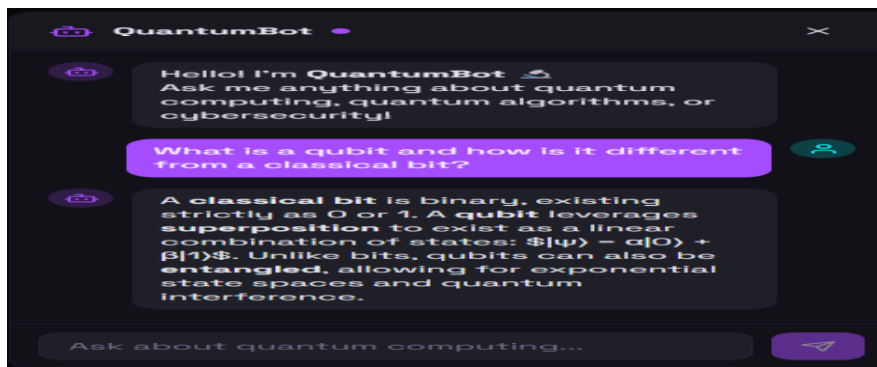 QuantumBot
Hello! I'm QuantumBot 🔬
Ask me anything about quantum
computing, quantum algorithms, or
cybersecurity!
What is a qubit and how is it different
from a classical bit?
A classical bit is binary, existing
strictly as 0 or 1. A qubit leverages
superposition to exist as a linear
combination of states: $|ψ⟩ = α|0⟩ +
β|1⟩$. Unlike bits, qubits can also be
entangled, allowing for exponential
state spaces and quantum
interference.
Ask about quantum computing...